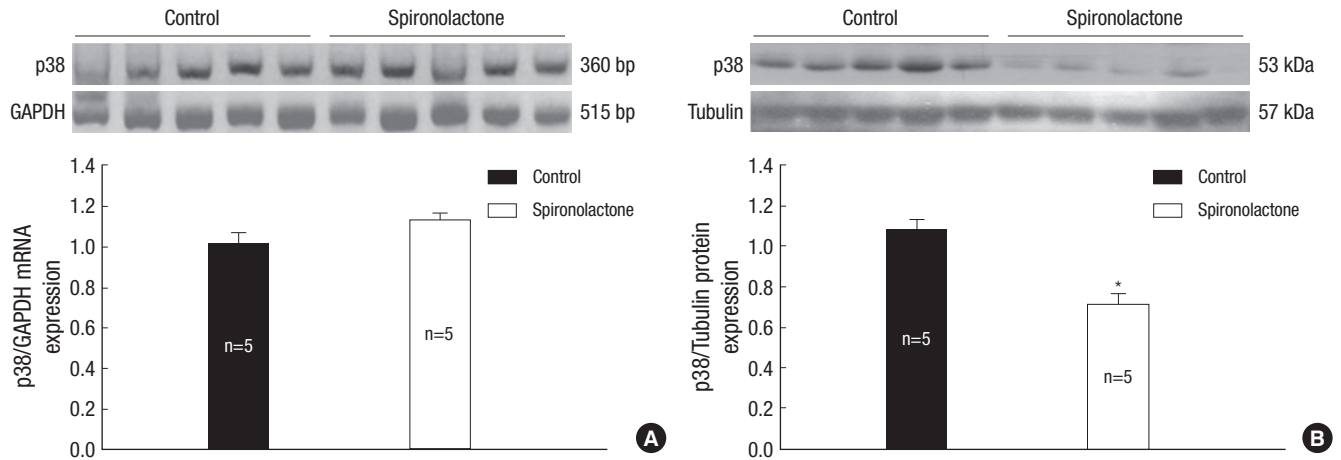 Control Spironolactone
p38 360 bp
GAPDH 515 bp
p38/GAPDH mRNA
expression
1.4
1.2
1.0
0.8
0.6
0.4
0.2
0.0
Control
Spironolactone
n=5 n=5
A
Control Spironolactone
p38 53 kDa
Tubulin 57 kDa
p38/Tubulin protein
expression
1.4
1.2
1.0
0.8
0.6
0.4
0.2
0.0
Control
Spironolactone
*
n=5 n=5
B